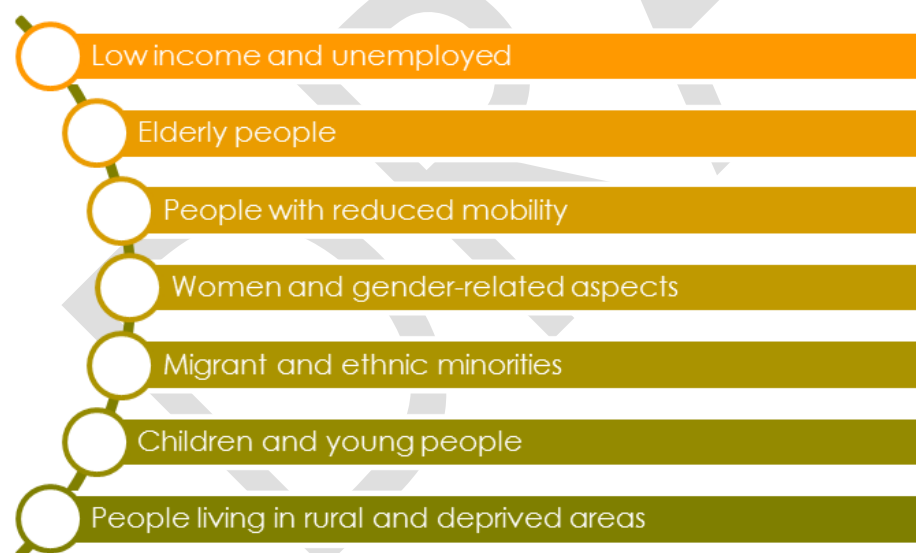 Low income and unemployed
Elderly people
People with reduced mobility
Women and gender-related aspects
Migrant and ethnic minorities
Children and young people
People living in rural and deprived areas